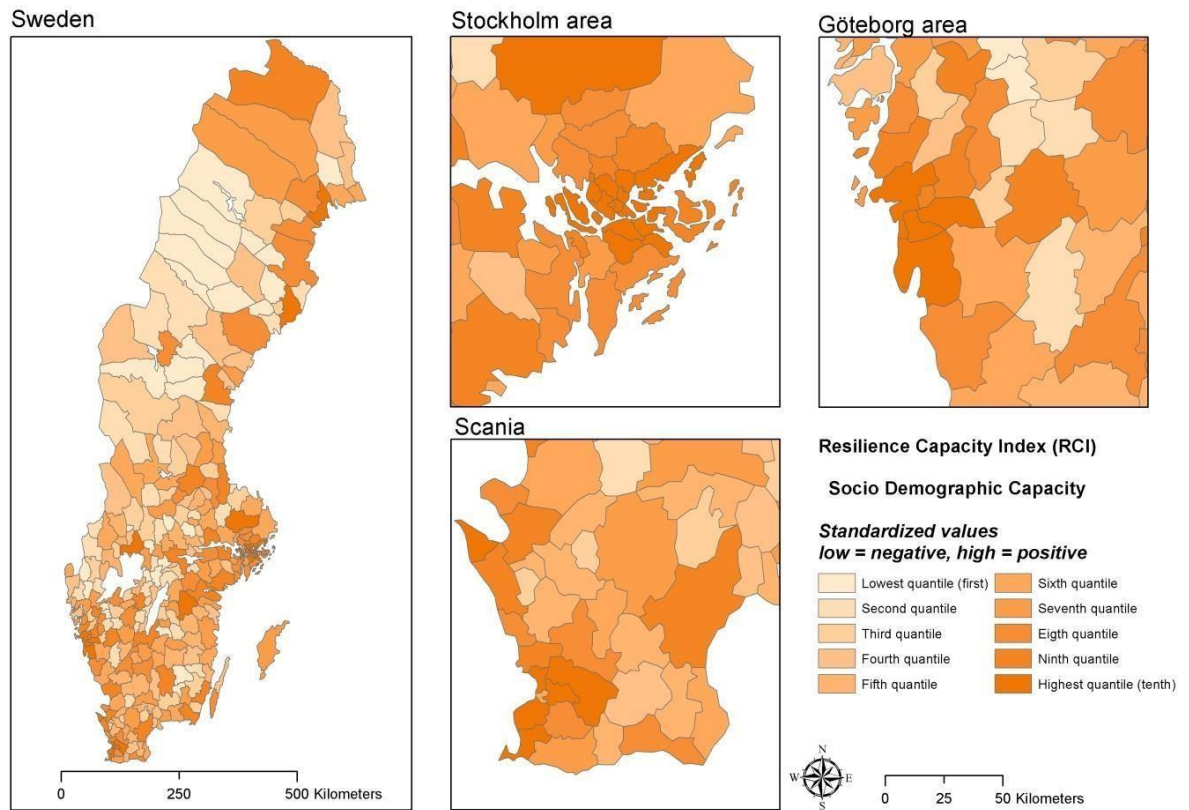 Sweden
Stockholm area
Göteborg area
Scania
Resilience Capacity Index (RCI)
Socio Demographic Capacity
Standardized values
low = negative, high = positive
Lowest quantile (first)
Second quantile
Third quantile
Fourth quantile
Fifth quantile
Sixth quantile
Seventh quantile
Eigth quantile
Ninth quantile
Highest quantile (tenth)
0 250 500 Kilometers
N
W E
S
0 25 50 Kilometers